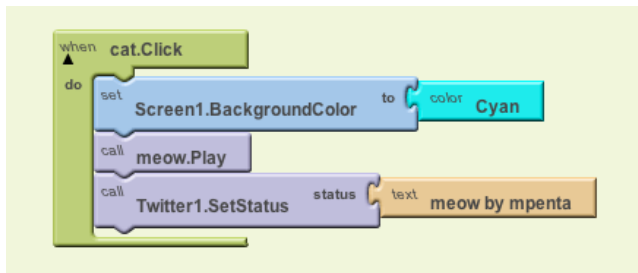 when cat.Click
do
set Screen1.BackgroundColor to color Cyan
call meow.Play
call Twitter1.SetStatus status text meow by mpenta